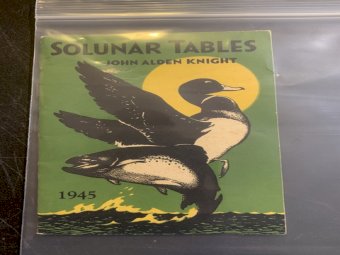 SOLUNAR TABLES
JOHN ALDEN KNIGHT
1945